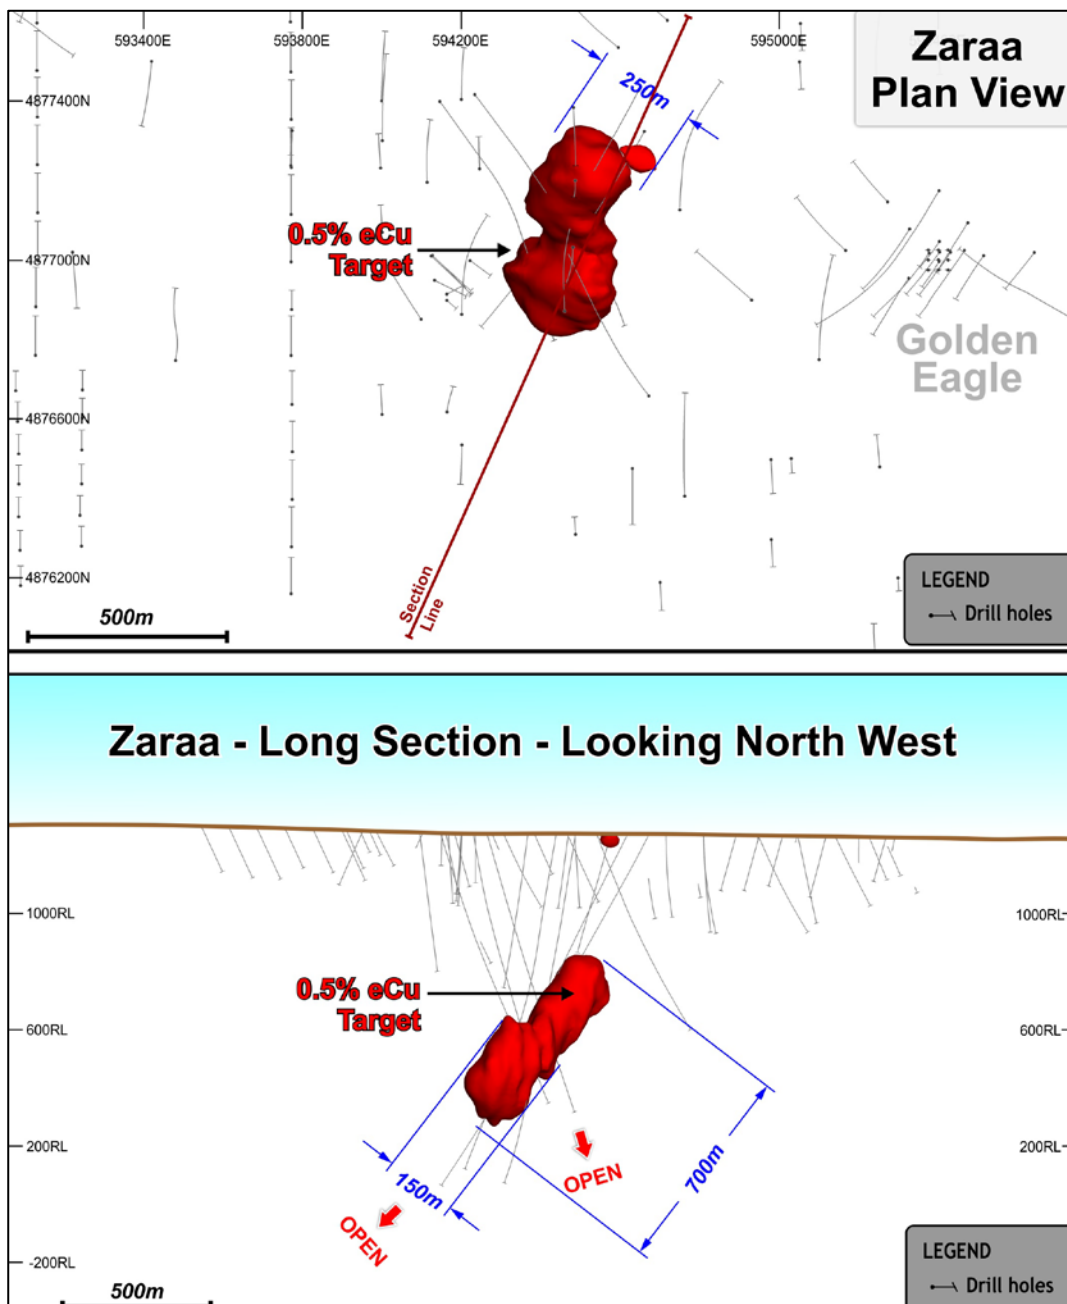 593400E
593800E
594200E
595000E
Zaraa
Plan View
250m
4877400N
0.5% eCu
Target
4877000N
Golden
Eagle
4876600N
4876200N
Section
Line
500m
LEGEND
Drill holes
Zaraa - Long Section - Looking North West
1000RL
1000RL
0.5% eCu
Target
600RL
600RL
200RL
200RL
150m
700m
OPEN
OPEN
-200RL
500m
LEGEND
Drill holes